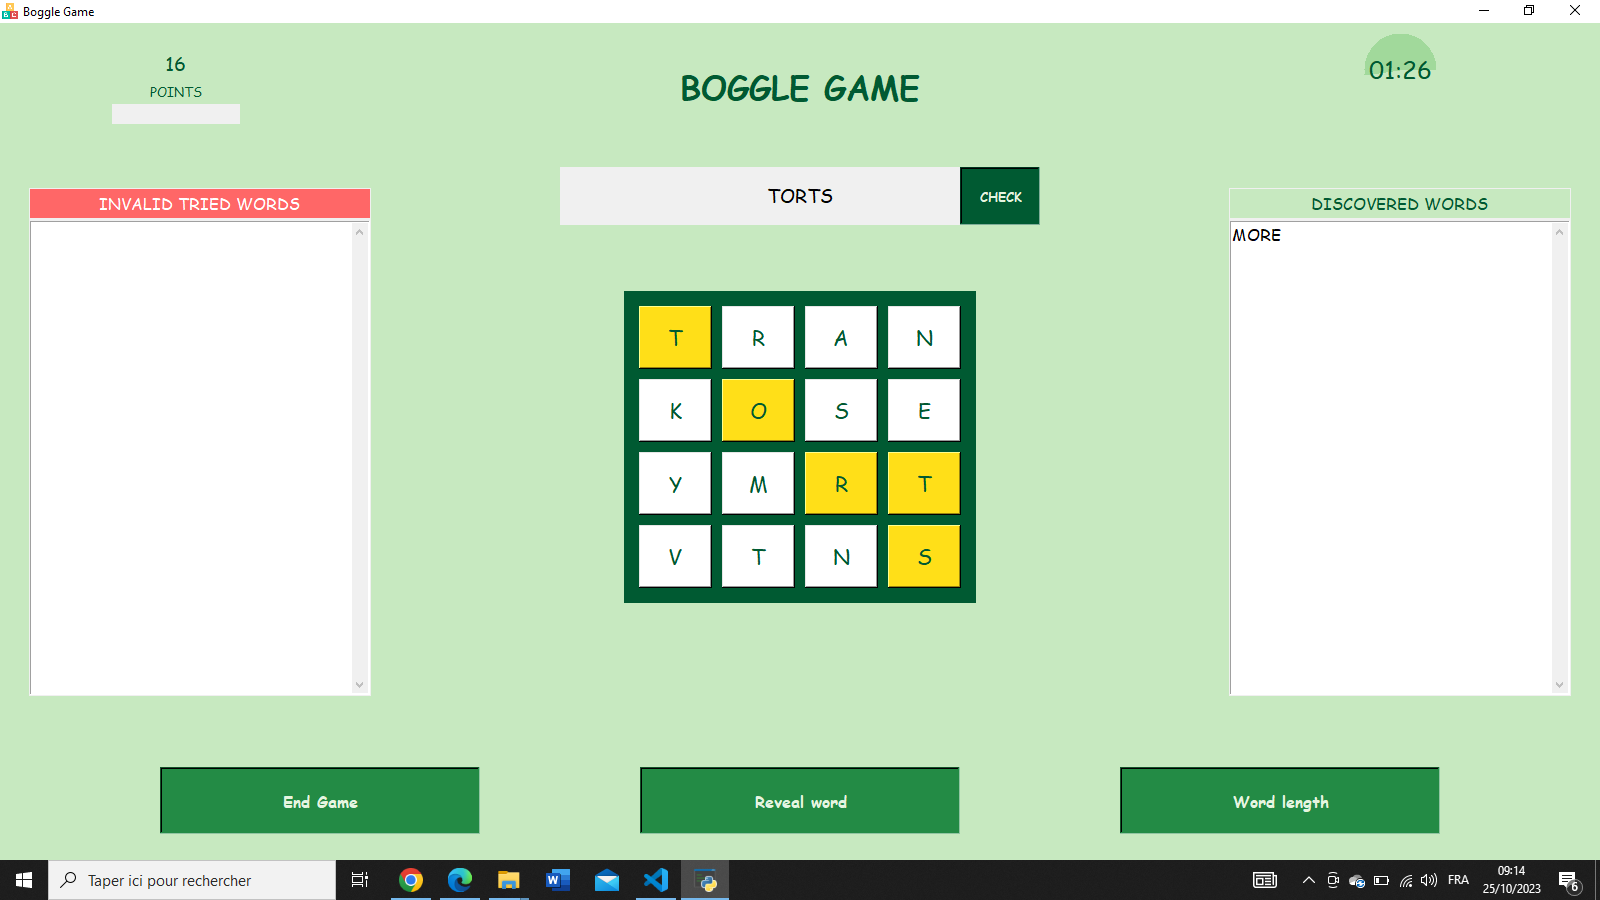 Boggle Game
16
POINTS
BOGGLE GAME
01:26
INVALID TRIED WORDS
TORTS
CHECK
DISCOVERED WORDS
MORE
T R A N
K O S E
Y M R T
V T N S
End Game
Reveal word
Word length
Taper ici pour rechercher
FRA
09:14
25/10/2023
6